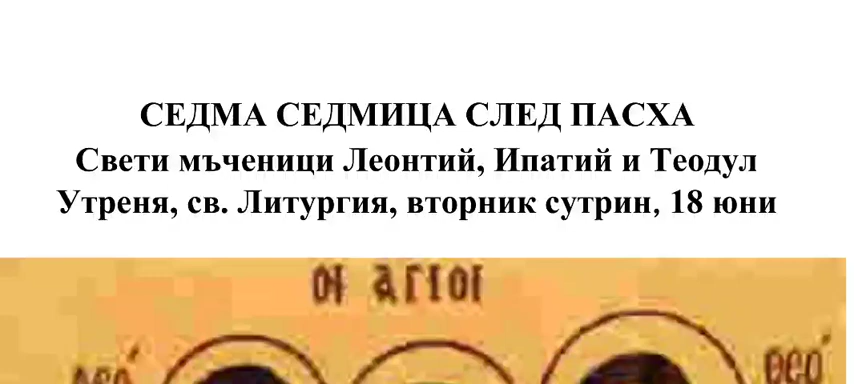 СЕДМА СЕДМИЦА СЛЕД ПАСХА
Свети мъченици Леонтий, Ипатий и Теодул
Утреня, св. Литургия, вторник сутрин, 18 юни
ΟΙ ΑΓΙΟΙ